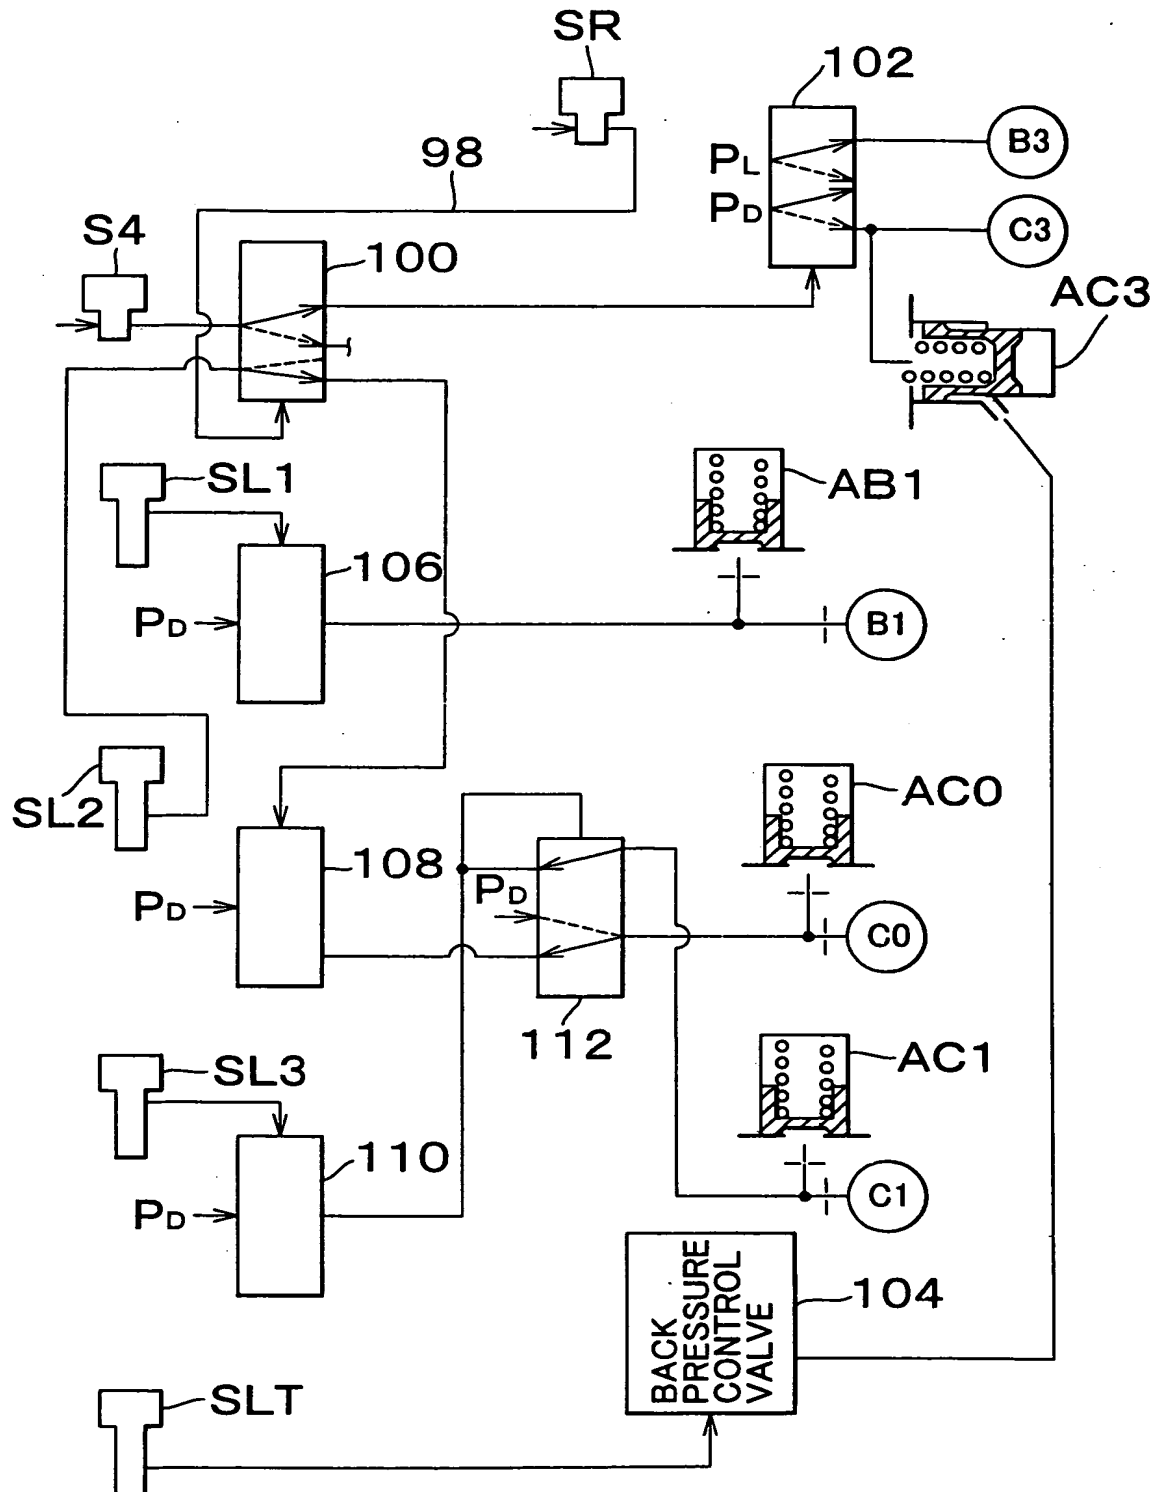 SR
102
98
PL
B3
PD
C3
S4
100
AC3
SL1
AB1
106
PD
B1
SL2
AC0
108
PD
PD
C0
112
SL3
AC1
110
PD
C1
BACK
PRESSURE
CONTROL
VALVE
104
SLT